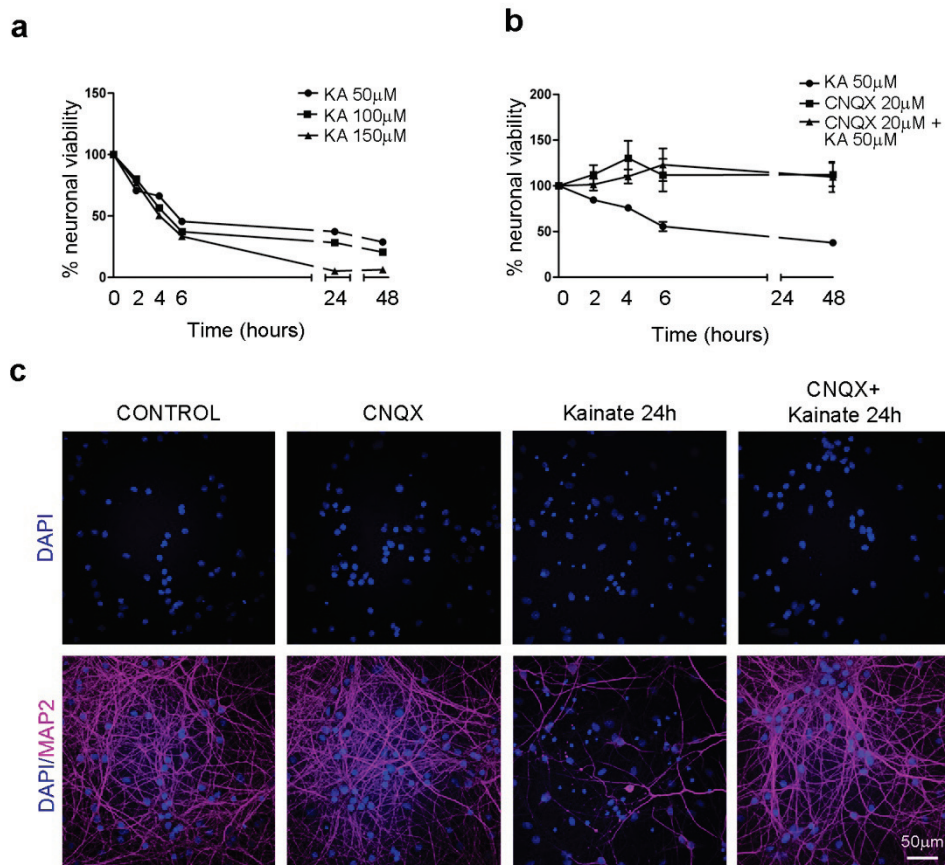 a
150
100
50
0
% neuronal viability
KA 50µM
KA 100µM
KA 150µM
0 2 4 6 24 48
Time (hours)
b
200
150
100
50
0
% neuronal viability
KA 50µM
CNQX 20µM
CNQX 20µM +
KA 50µM
0 2 4 6 24 48
Time (hours)
c
CONTROL
CNQX
Kainate 24h
CNQX+
Kainate 24h
DAPI
DAPI/MAP2
50µm